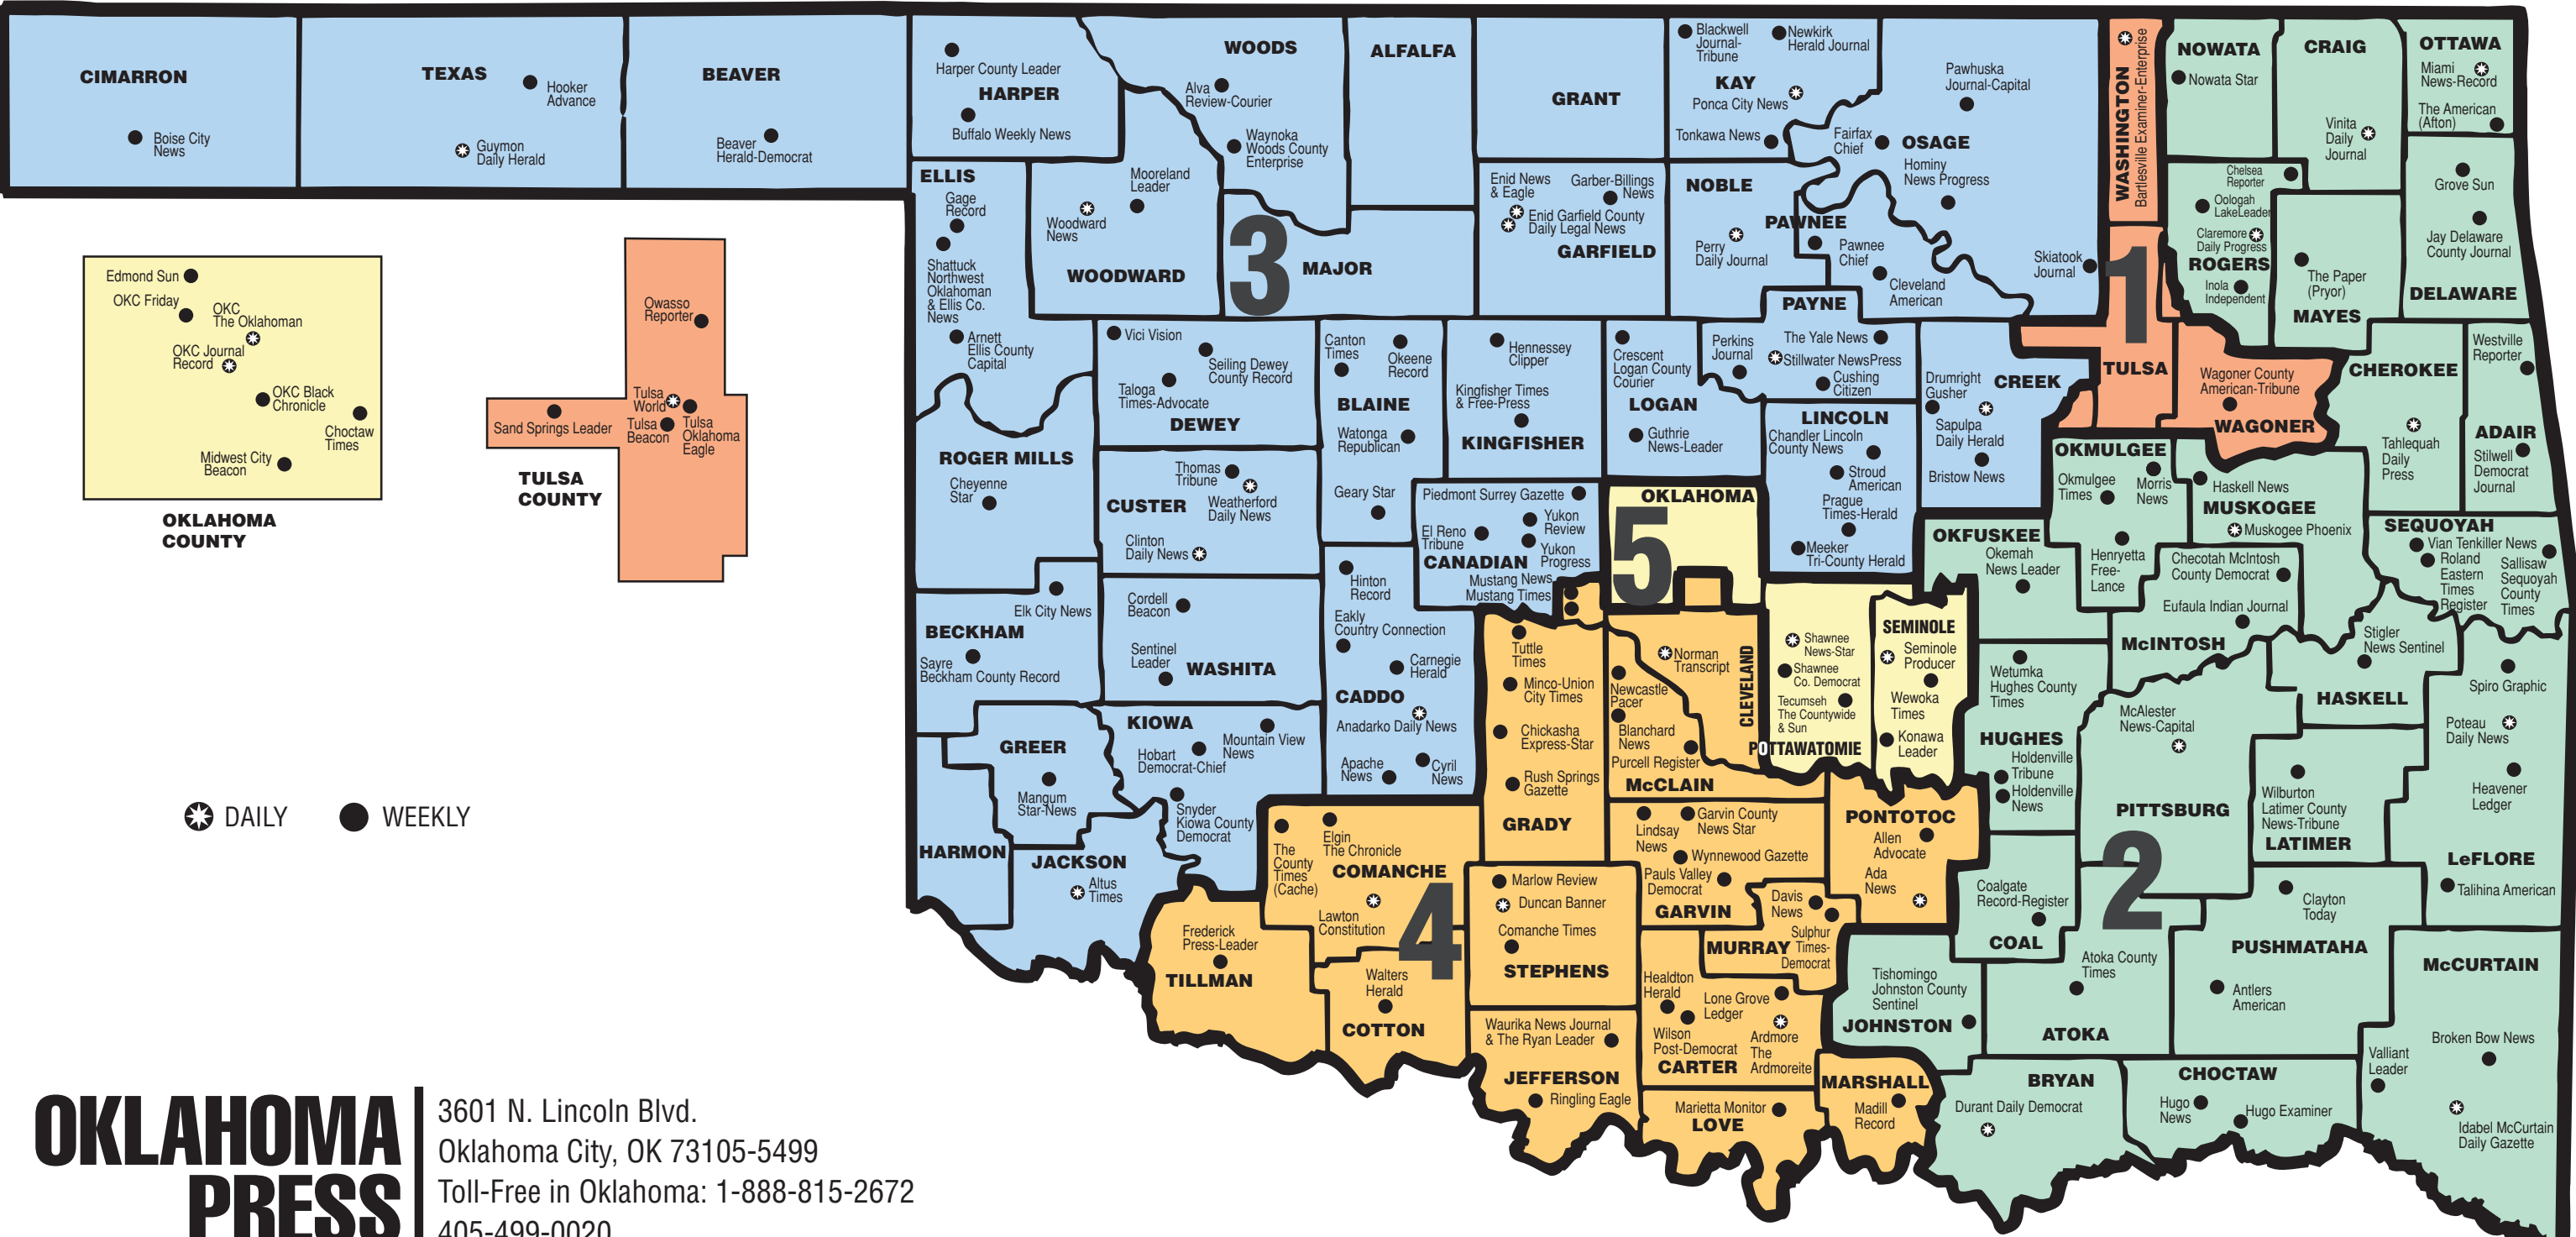 CIMARRON
Boise City
News
TEXAS
Hooker
Advance
Guymon
Daily Herald
BEAVER
Beaver
Herald-Democrat
Harper County Leader
HARPER
Buffalo Weekly News
WOODS
Alva
Review-Courier
Waynoka
Woods County
Enterprise
ALFALFA
GRANT
Blackwell
Journal-
Tribune
Newkirk
Herald Journal
KAY
Ponca City News
Tonkawa News
Pawhuska
Journal-Capital
Fairfax
Chief
OSAGE
Hominy
News Progress
Skiatook
Journal
WASHINGTON
Bartlesville Examiner-Enterprise
NOWATA
Nowata Star
CRAIG
Vinita
Daily
Journal
OTTAWA
Miami
News-Record
The American
(Afton)
ELLIS
Gage
Record
Shattuck
Northwest
Oklahoman
& Ellis Co.
News
Arnett
Ellis County
Capital
Mooreland
Leader
Woodward
News
WOODWARD
3
MAJOR
Enid News
& Eagle
Garber-Billings
News
Enid Garfield County
Daily Legal News
GARFIELD
NOBLE
Perry
Daily Journal
PAWNEE
Pawnee
Chief
Cleveland
American
Chelsea
Reporter
Oologah
LakeLeader
Claremore
Daily Progress
ROGERS
Inola
Independent
The Paper
(Pryor)
MAYES
Grove Sun
Jay Delaware
County Journal
DELAWARE
1
TULSA
Wagoner County
American-Tribune
WAGONER
Edmond Sun
OKC Friday
OKC
The Oklahoman
OKC Journal
Record
OKC Black
Chronicle
Choctaw
Times
Midwest City
Beacon
OKLAHOMA
COUNTY
Owasso
Reporter
Tulsa
World
Sand Springs Leader
Tulsa
Beacon
Tulsa
Oklahoma
Eagle
TULSA
COUNTY
Vici Vision
Seiling Dewey
County Record
Taloga
Times-Advocate
DEWEY
Canton
Times
Okeene
Record
BLAINE
Watonga
Republican
Geary Star
Hennessey
Clipper
Kingfisher Times
& Free-Press
KINGFISHER
Crescent
Logan County
Courier
LOGAN
Guthrie
News-Leader
PAYNE
Perkins
Journal
The Yale News
Stillwater NewsPress
Cushing
Citizen
LINCOLN
Chandler Lincoln
County News
Stroud
American
Prague
Times-Herald
Meeker
Tri-County Herald
Drumright
Gusher
CREEK
Sapulpa
Daily Herald
Bristow News
CHEROKEE
Tahlequah
Daily
Press
Westville
Reporter
ADAIR
Stilwell
Democrat
Journal
ROGER MILLS
Cheyenne
Star
Thomas
Tribune
CUSTER
Weatherford
Daily News
Clinton
Daily News
Piedmont Surrey Gazette
El Reno
Tribune
Yukon
Review
Yukon
Progress
CANADIAN
Mustang News
Mustang Times
OKLAHOMA
5
OKMULGEE
Okmulgee
Times
Morris
News
Henryetta
Free-
Lance
Haskell News
MUSKOGEE
Muskogee Phoenix
OKFUSKEE
Okemah
News Leader
SEQUOYAH
Vian Tenkiller News
Roland
Eastern
Times
Register
Sallisaw
Sequoyah
County
Times
Checotah McIntosh
County Democrat
Eufaula Indian Journal
McINTOSH
Elk City News
BECKHAM
Sayre
Beckham County Record
Cordell
Beacon
Sentinel
Leader
WASHITA
Hinton
Record
Eakly
Country Connection
Carnegie
Herald
CADDO
Anadarko Daily News
Apache
News
Cyril
News
Tuttle
Times
Minco-Union
City Times
Chickasha
Express-Star
Rush Springs
Gazette
GRADY
Norman
Transcript
CLEVELAND
Newcastle
Pacer
Blanchard
News
Purcell Register
McCLAIN
Shawnee
News-Star
Shawnee
Co. Democrat
Tecumseh
The Countywide
& Sun
POTTAWATOMIE
SEMINOLE
Seminole
Producer
Wewoka
Times
Konawa
Leader
Wetumka
Hughes County
Times
HUGHES
Holdenville
Tribune
Holdenville
News
McAlester
News-Capital
PITTSBURG
Stigler
News Sentinel
HASKELL
Spiro Graphic
Poteau
Daily News
Heavener
Ledger
LeFLORE
Talihina American
Wilburton
Latimer County
News-Tribune
LATIMER
GREER
Mangum
Star-News
KIOWA
Hobart
Democrat-Chief
Mountain View
News
Snyder
Kiowa County
Democrat
HARMON
JACKSON
Altus
Times
DAILY
WEEKLY
The
County
Times
(Cache)
Elgin
The Chronicle
COMANCHE
Lawton
Constitution
4
Frederick
Press-Leader
TILLMAN
Walters
Herald
COTTON
Marlow Review
Duncan Banner
Comanche Times
STEPHENS
Lindsay
News
Garvin County
News Star
Wynnewood Gazette
Pauls Valley
Democrat
GARVIN
Davis
News
Sulphur
Times-
Democrat
MURRAY
PONTOTOC
Allen
Advocate
Ada
News
Coalgate
Record-Register
COAL
2
Clayton
Today
PUSHMATAHA
Antlers
American
Atoka County
Times
ATOKA
Tishomingo
Johnston County
Sentinel
JOHNSTON
McCURTAIN
Broken Bow News
Valliant
Leader
Idabel McCurtain
Daily Gazette
Waurika News Journal
& The Ryan Leader
JEFFERSON
Ringling Eagle
Healdton
Herald
Lone Grove
Ledger
Wilson
Post-Democrat
Ardmore
The
Ardmoreite
CARTER
Marietta Monitor
LOVE
MARSHALL
Madill
Record
BRYAN
Durant Daily Democrat
CHOCTAW
Hugo
News
Hugo Examiner
OKLAHOMA
PRESS
3601 N. Lincoln Blvd.
Oklahoma City, OK 73105-5499
Toll-Free in Oklahoma: 1-888-815-2672
405-499-0020